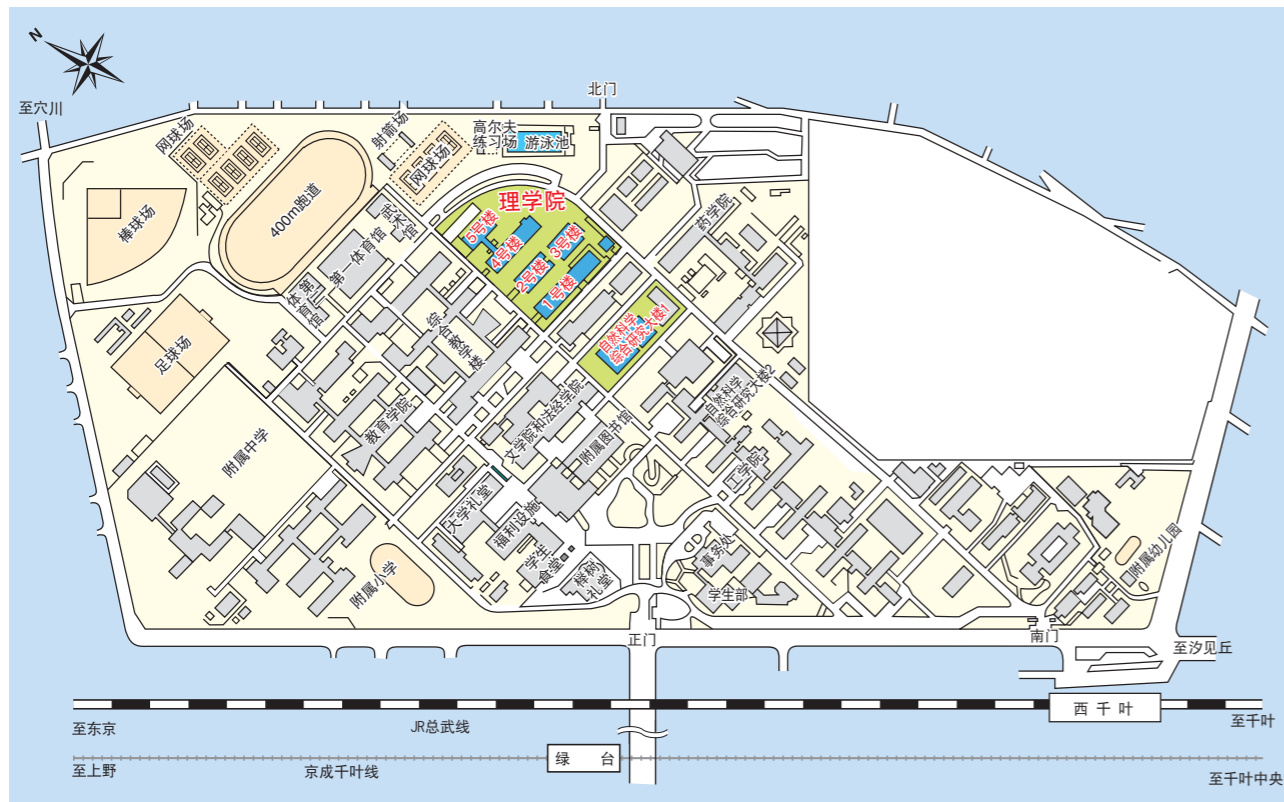 N
至穴川
北门
网球场
射箭场
高尔夫
练习场
游泳池
网球场
400m跑道
棒球场
武术馆
理学院
5号楼
4号楼
3号楼
2号楼
1号楼
药学院
第一体育馆
第二
体育馆
综合教学楼
自然科学
综合研究大楼1
足球场
自然科学
综合研究大楼2
教育学院
文学院和法经学院
附属图书馆
附属中学
工学院
大学礼堂
福利设施
学生
食堂
榉树
礼堂
事务处
学生部
附属小学
附属幼儿园
正门
南门
至汐见丘
西千叶
至东京
JR总武线
至千叶
绿台
至上野
京成千叶线
至千叶中央